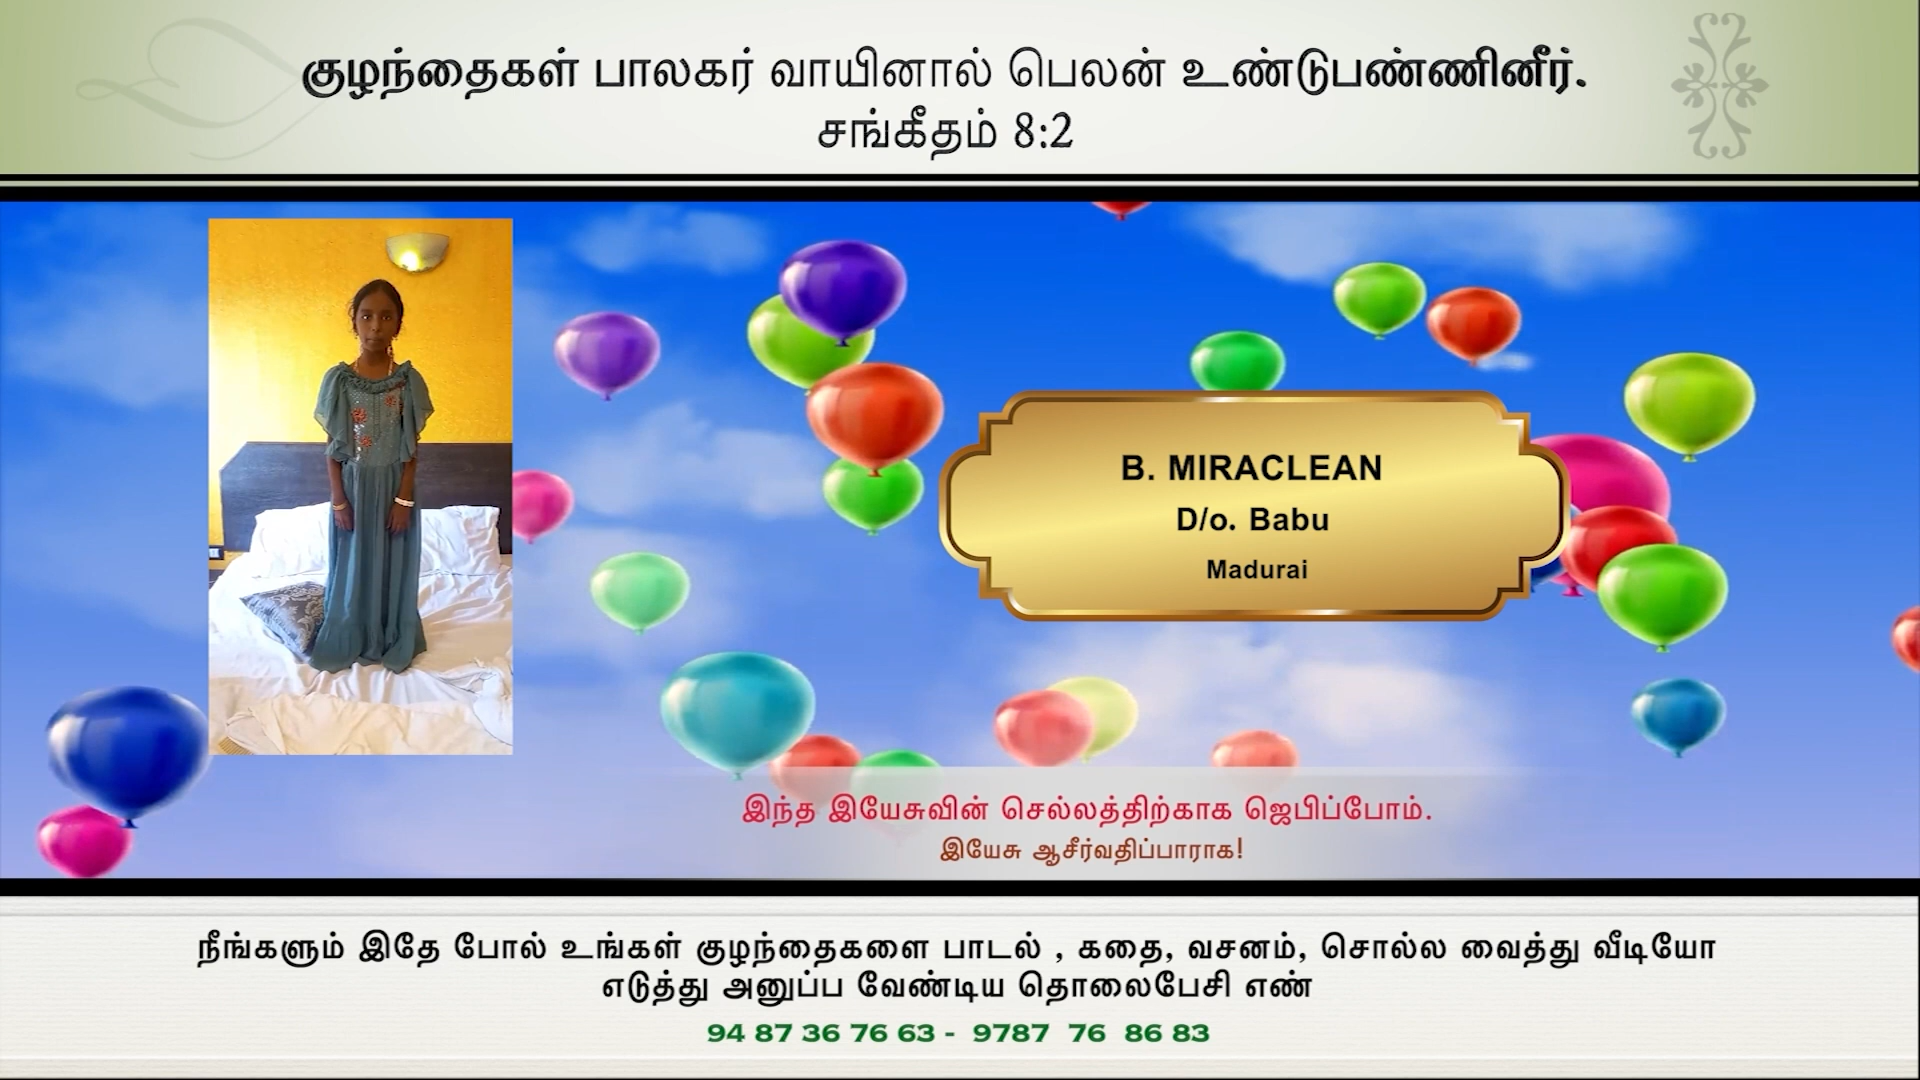 குழந்தைகள் பாலகர் வாயினால் பெலன் உண்டுபண்ணினீர்.
சங்கீதம் 8:2
B. MIRACLEAN
D/o. Babu
Madurai
இந்த இயேசுவின் செல்லத்திற்காக ஜெபிப்போம்.
இயேசு ஆசீர்வதிப்பாராக!
நீங்களும் இதே போல் உங்கள் குழந்தைகளை பாடல் , கதை, வசனம், சொல்ல வைத்து வீடியோ
எடுத்து அனுப்ப வேண்டிய தொலைபேசி எண்
94 87 36 76 63 - 9787 76 86 83